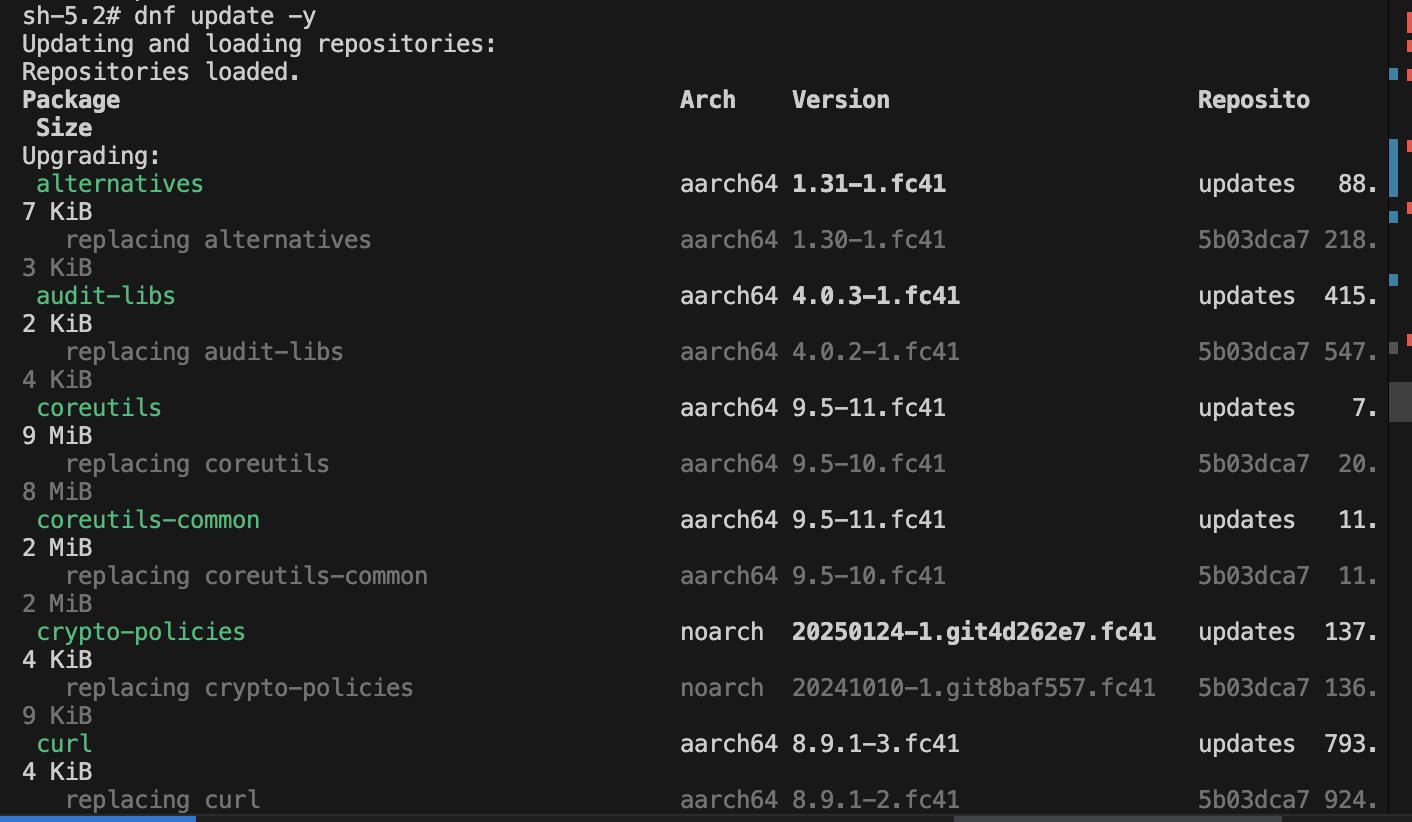 sh-5.2# dnf update -y
Updating and loading repositories:
Repositories loaded.
Package Arch Version Reposito
Size
Upgrading:
alternatives aarch64 1.31-1.fc41 updates 88.
7 KiB
replacing alternatives aarch64 1.30-1.fc41 5b03dca7 218.
3 KiB
audit-libs aarch64 4.0.3-1.fc41 updates 415.
2 KiB
replacing audit-libs aarch64 4.0.2-1.fc41 5b03dca7 547.
4 KiB
coreutils aarch64 9.5-11.fc41 updates 7.
9 MiB
replacing coreutils aarch64 9.5-10.fc41 5b03dca7 20.
8 MiB
coreutils-common aarch64 9.5-11.fc41 updates 11.
2 MiB
replacing coreutils-common aarch64 9.5-10.fc41 5b03dca7 11.
2 MiB
crypto-policies noarch 20250124-1.git4d262e7.fc41 updates 137.
4 KiB
replacing crypto-policies noarch 20241010-1.git8baf557.fc41 5b03dca7 136.
9 KiB
curl aarch64 8.9.1-3.fc41 updates 793.
4 KiB
replacing curl aarch64 8.9.1-2.fc41 5b03dca7 924.